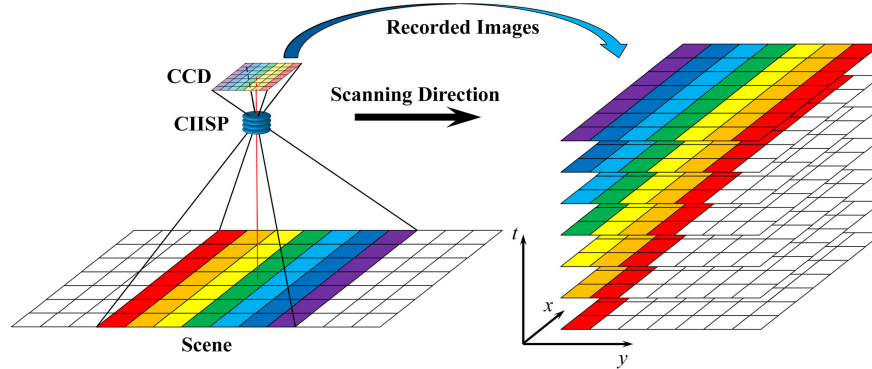 Recorded Images
CCD
Scanning Direction
CIISP
t
x
y
Scene